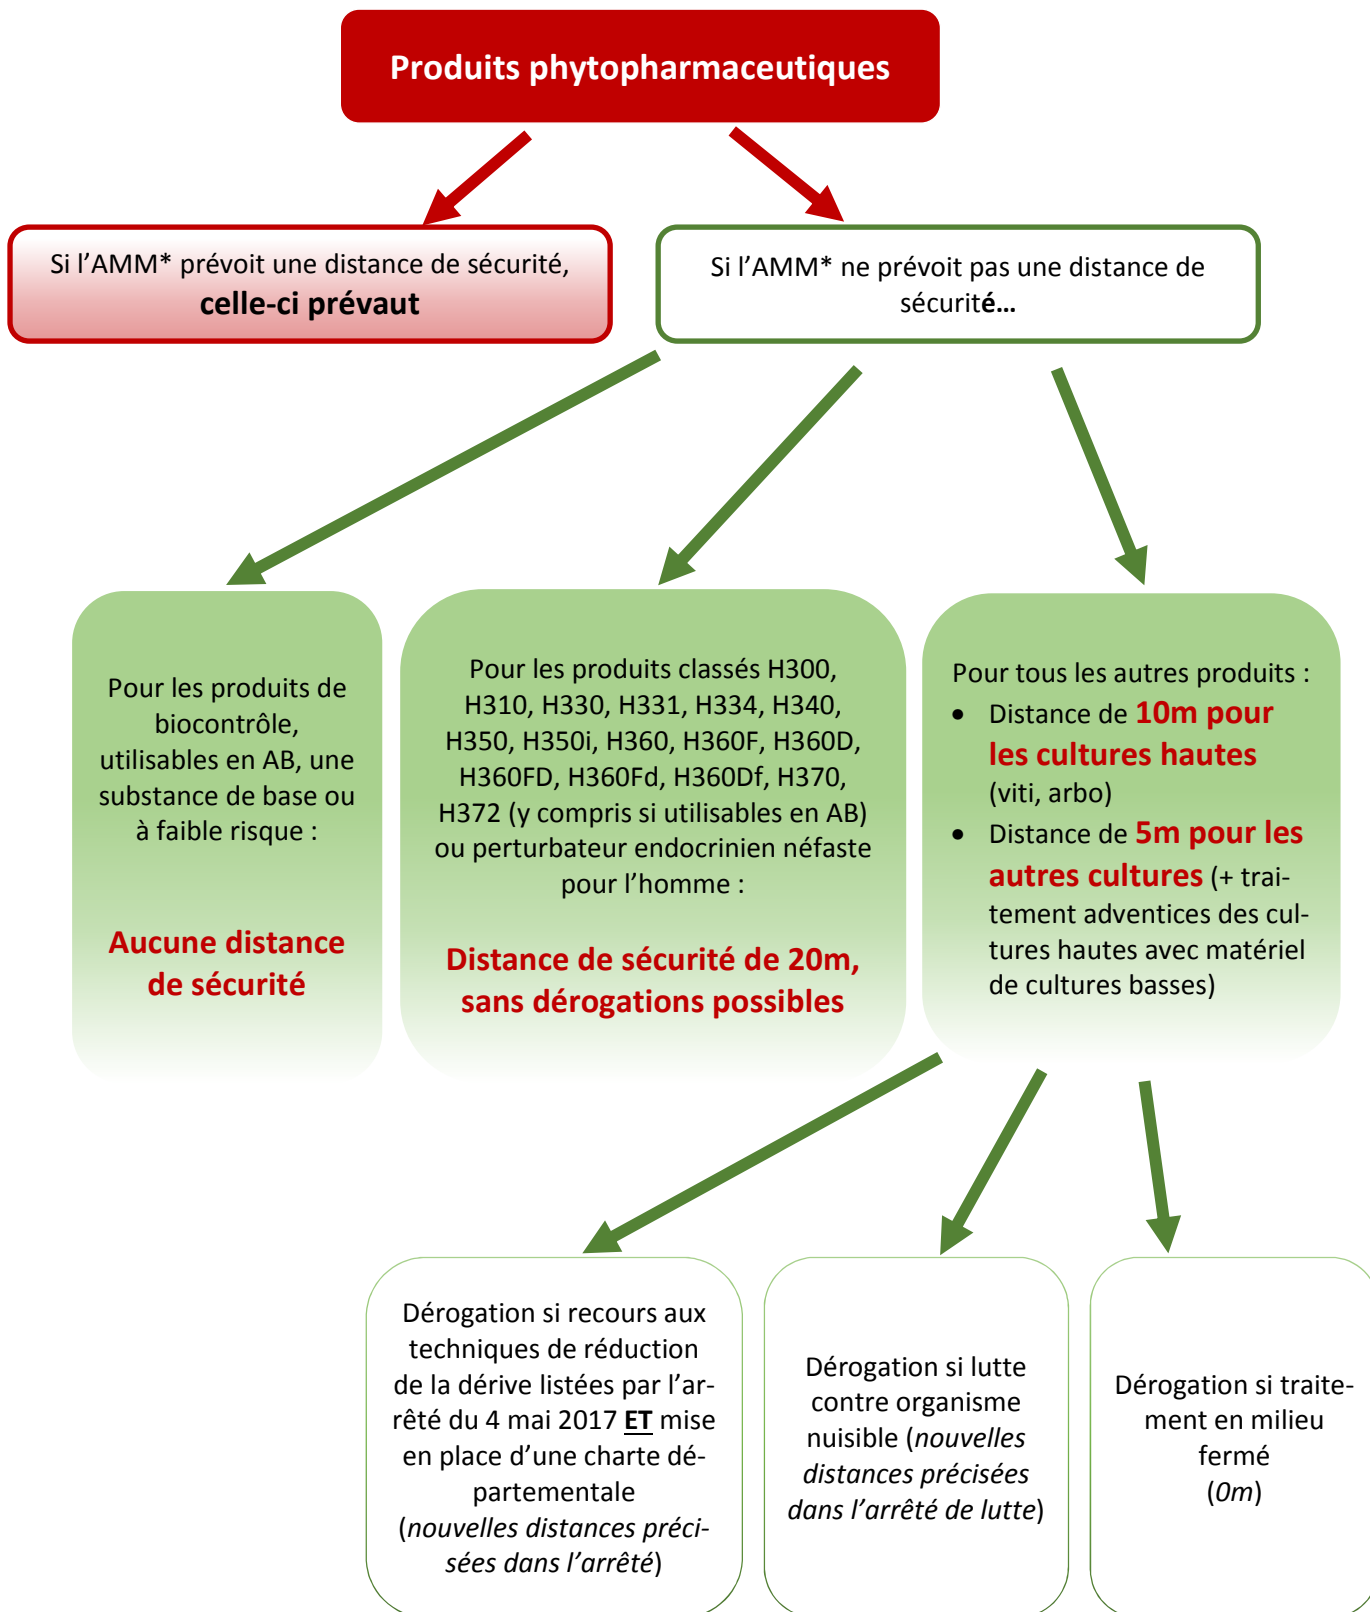 Produits phytopharmaceutiques
Si l’AMM* prévoit une distance de sécurité,
celle-ci prévaut
Si l’AMM* ne prévoit pas une distance de
sécurité…
Pour les produits de
biocontrôle,
utilisables en AB, une
substance de base ou
à faible risque :
Aucune distance
de sécurité
Pour les produits classés H300,
H310, H330, H331, H334, H340,
H350, H350i, H360, H360F, H360D,
H360FD, H360Fd, H360Df, H370,
H372 (y compris si utilisables en AB)
ou perturbateur endocrinien néfaste
pour l’homme :
Distance de sécurité de 20m,
sans dérogations possibles
Pour tous les autres produits :
• Distance de 10m pour
les cultures hautes
(viti, arbo)
• Distance de 5m pour les
autres cultures (+ trai-
tement adventices des cul-
tures hautes avec matériel
de cultures basses)
Dérogation si recours aux
techniques de réduction
de la dérive listées par l’ar-
rêté du 4 mai 2017 ET mise
en place d’une charte dé-
partementale
(nouvelles distances préci-
sées dans l’arrêté)
Dérogation si lutte
contre organisme
nuisible (nouvelles
distances précisées
dans l’arrêté de lutte)
Dérogation si traite-
ment en milieu
fermé
(0m)